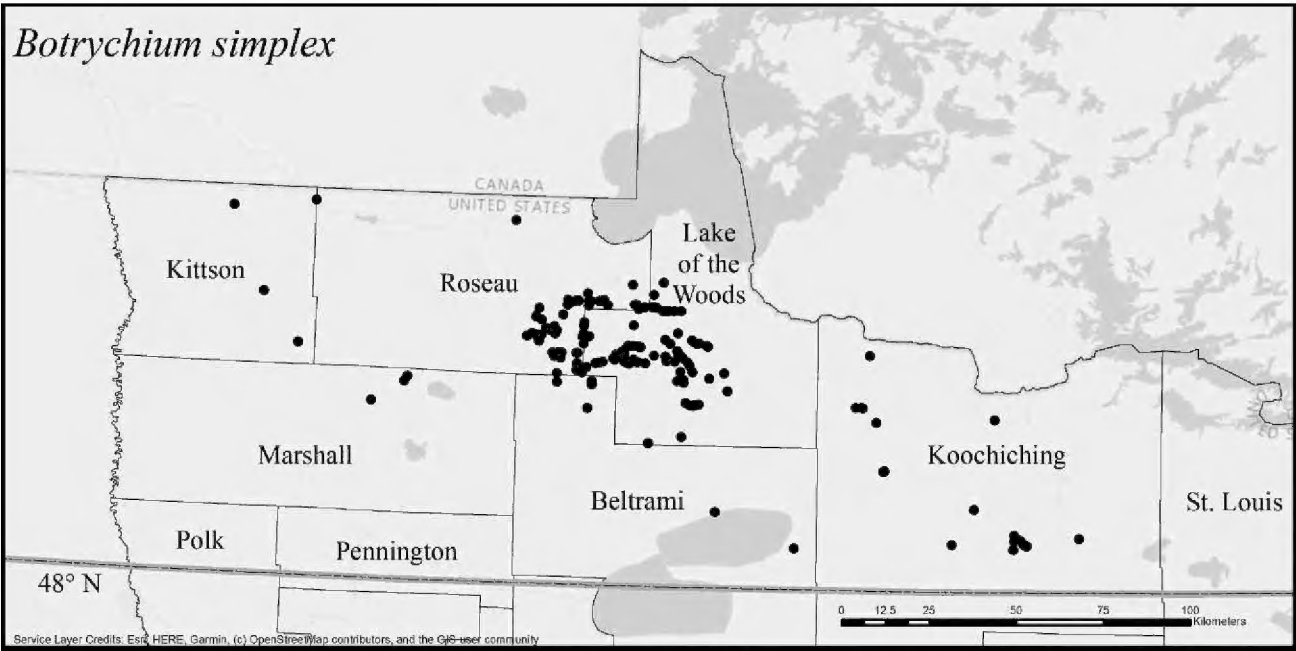 Botrychium simplex
CANADA
UNITED STATES
Lake
of the
Woods
Kittson
Roseau
Marshall
Koochiching
Beltrami
St. Louis
Polk
Pennington
48° N
0 12.5 25 50 75 100
Kilometers
Service Layer Credits: Esri, HERE, Garmin, (c) OpenStreetMap contributors, and the GIS user community